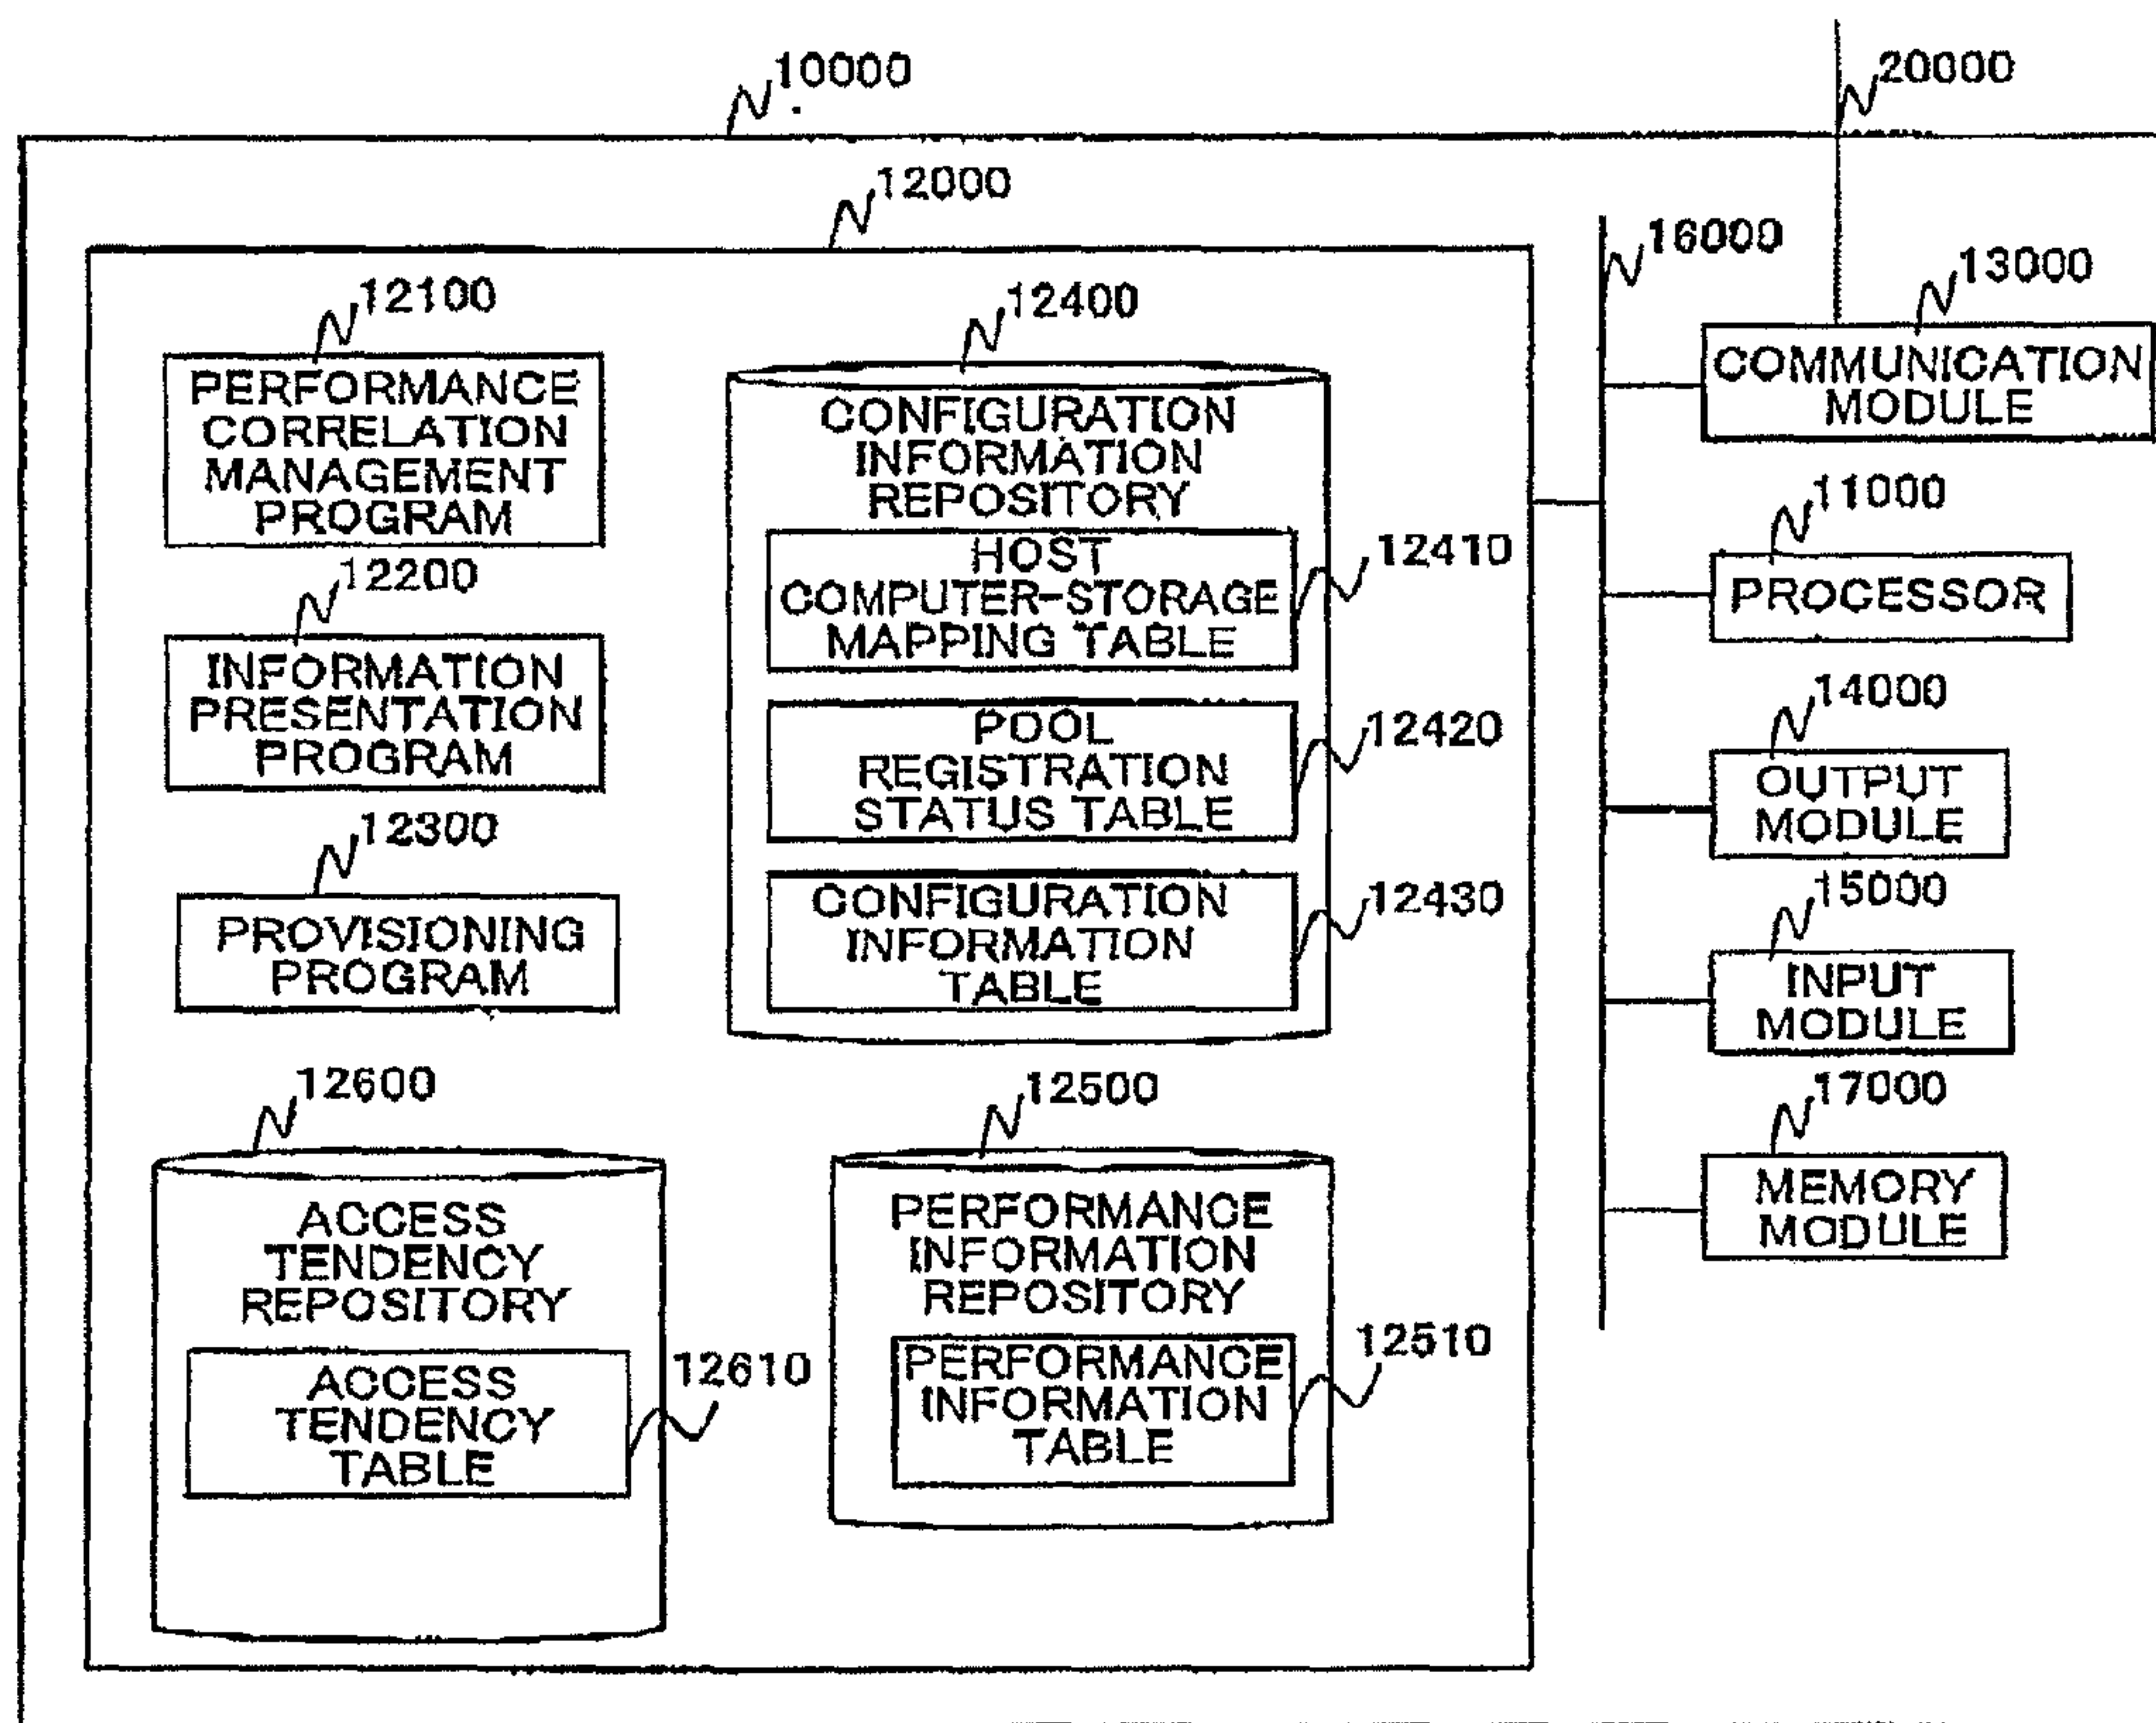 10000
20000
12000
16000
13000
COMMUNICATION
MODULE
12100
PERFORMANCE
CORRELATION
MANAGEMENT
PROGRAM
12400
CONFIGURATION
INFORMATION
REPOSITORY
11000
PROCESSOR
HOST
COMPUTER-STORAGE
MAPPING TABLE
12410
12200
INFORMATION
PRESENTATION
PROGRAM
POOL
REGISTRATION
STATUS TABLE
12420
14000
OUTPUT
MODULE
12300
PROVISIONING
PROGRAM
CONFIGURATION
INFORMATION
TABLE
12430
15000
INPUT
MODULE
12600
ACCESS
TENDENCY
REPOSITORY
12500
PERFORMANCE
INFORMATION
REPOSITORY
17000
MEMORY
MODULE
ACCESS
TENDENCY
TABLE
12610
PERFORMANCE
INFORMATION
TABLE
12510